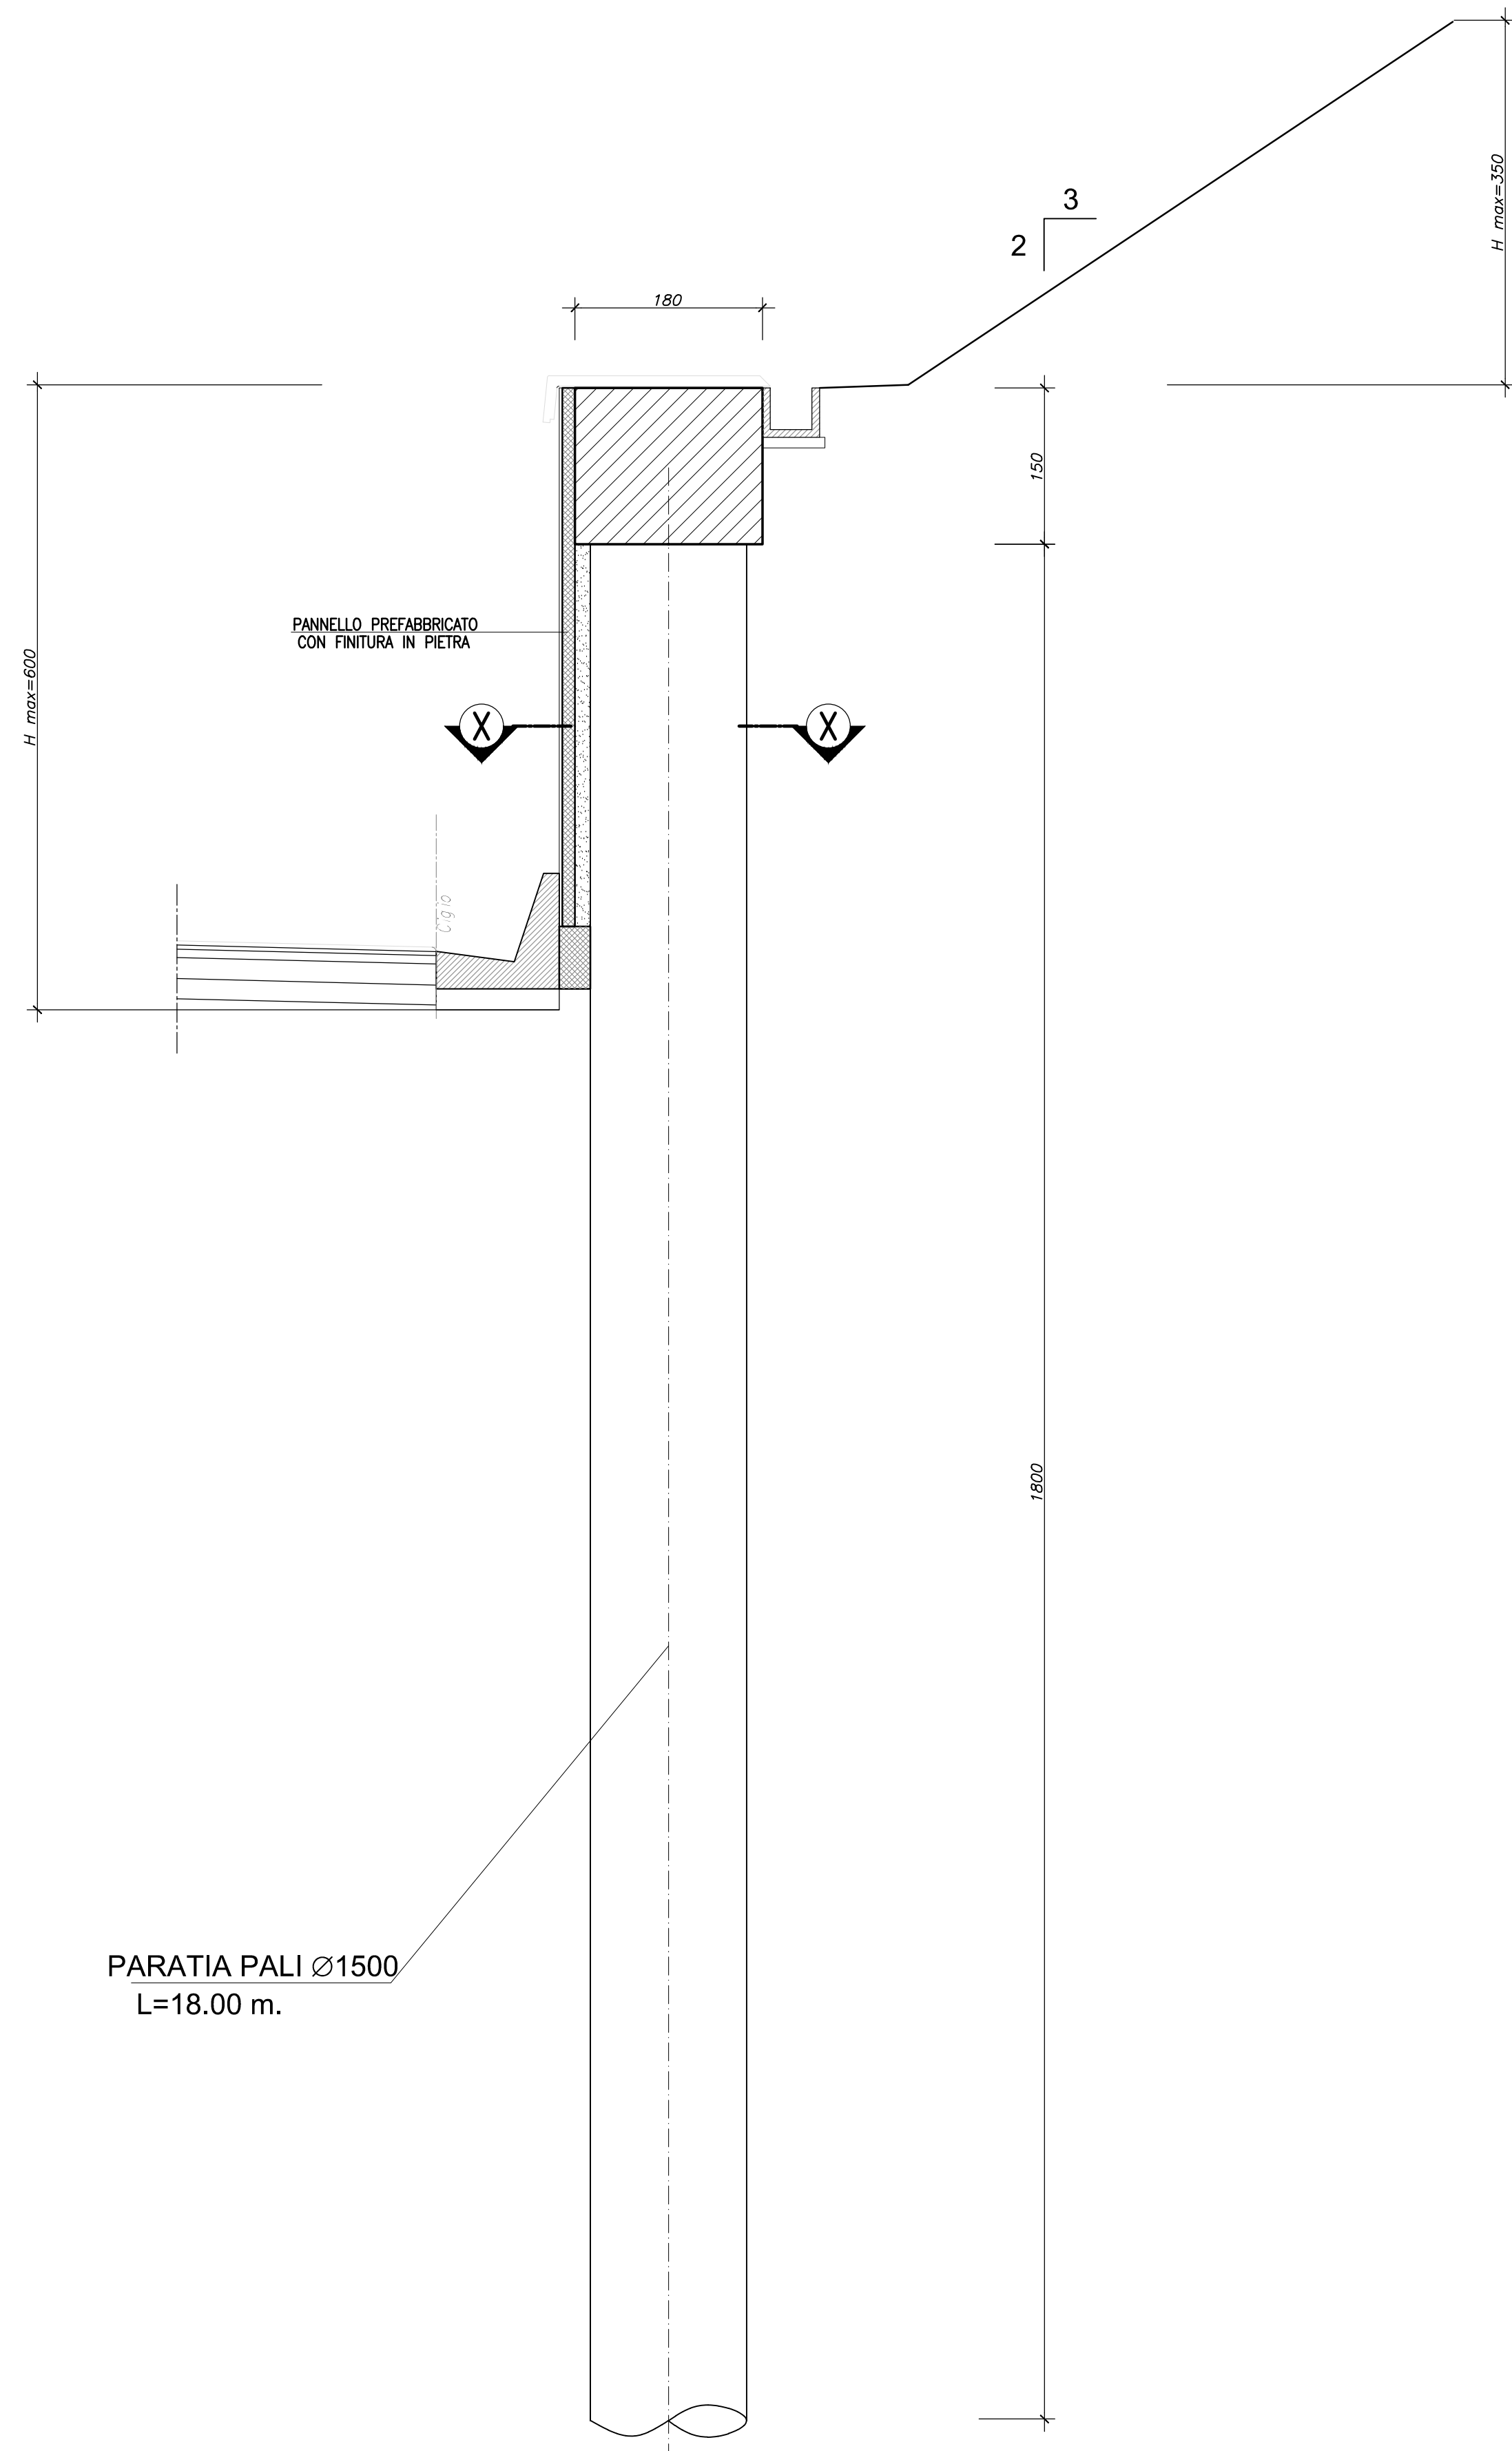 H max=350
3
2
180
150
PANNELLO PREFABBRICATO
CON FINITURA IN PIETRA
H max=600
X X
Ciglio
1800
PARATIA PALI ∅1500
L=18.00 m.